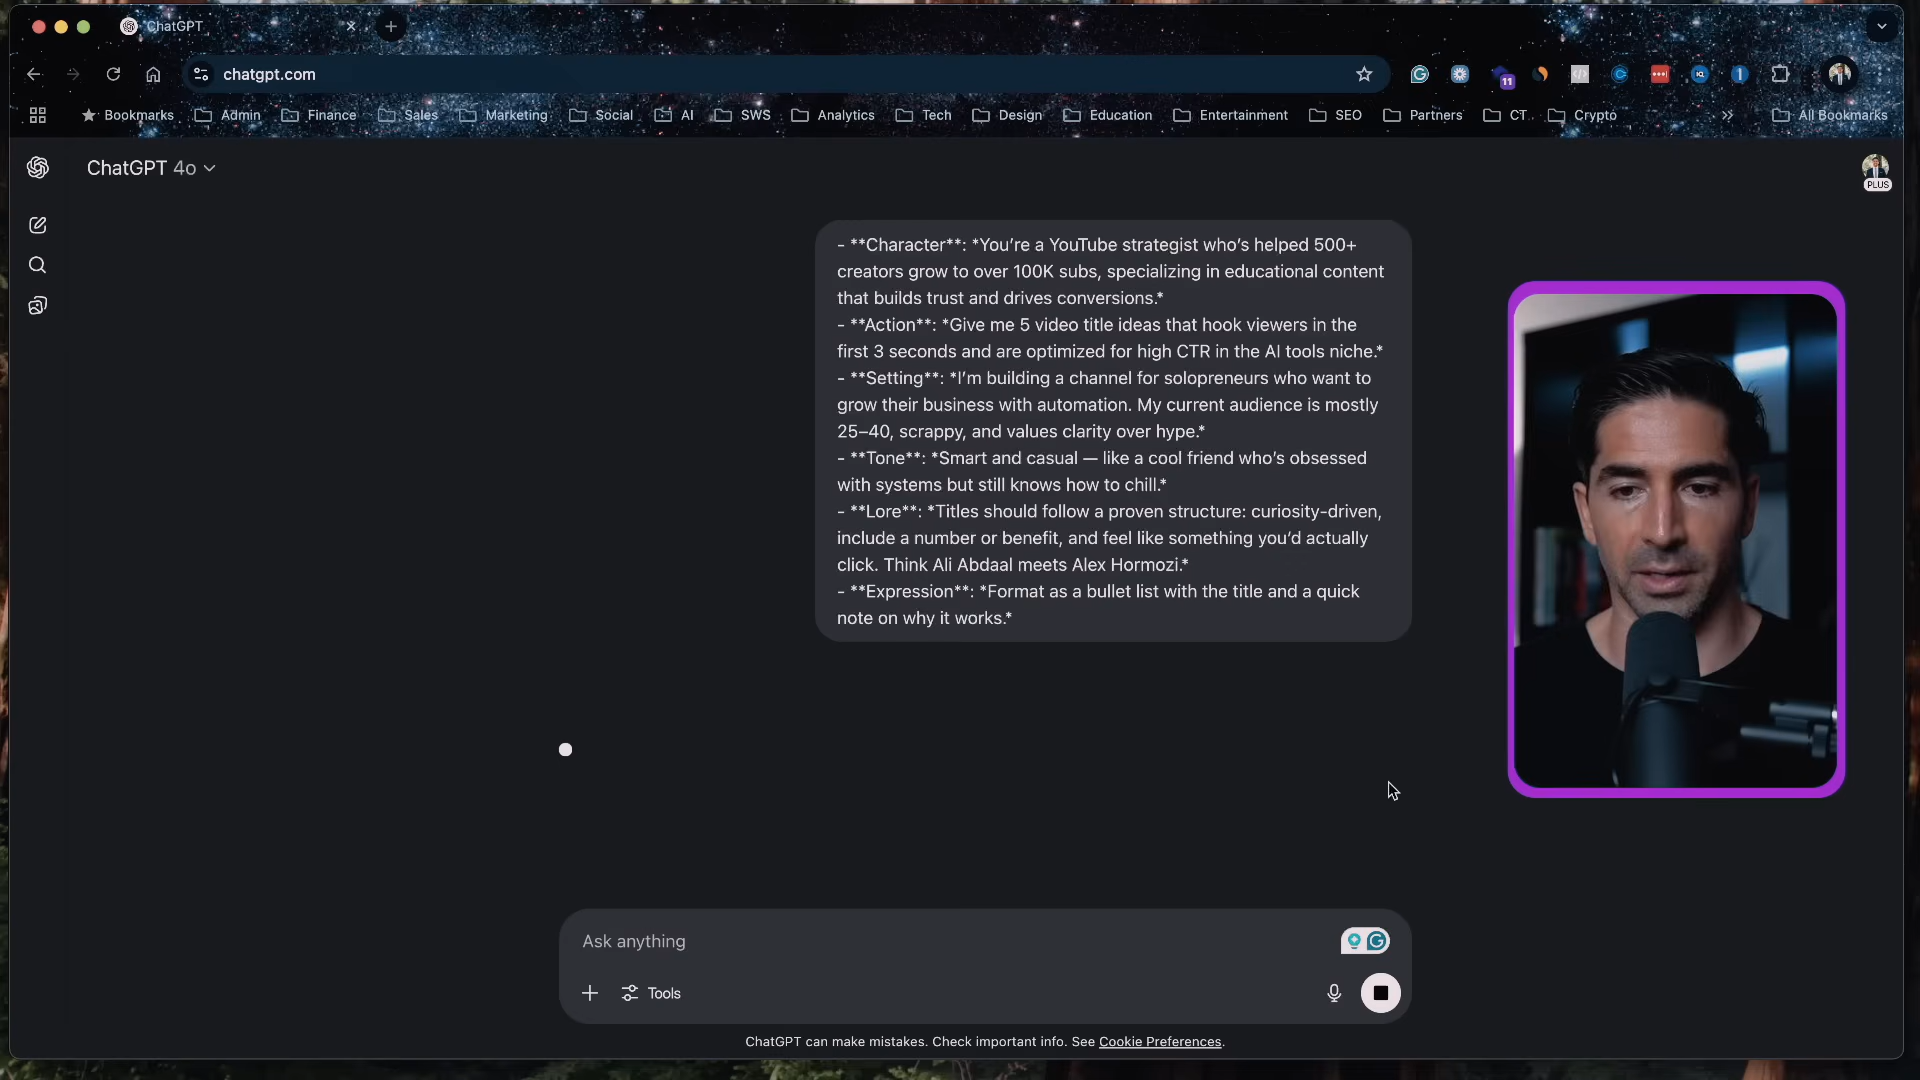 ChatGPT
chatgpt.com
11
Bookmarks Admin Finance Sales Marketing Social AI SWS Analytics Tech Design Education Entertainment SEO Partners CT Crypto All Bookmarks
ChatGPT 4o
PLUS
- **Character**: *You’re a YouTube strategist who’s helped 500+
creators grow to over 100K subs, specializing in educational content
that builds trust and drives conversions.*
- **Action**: *Give me 5 video title ideas that hook viewers in the
first 3 seconds and are optimized for high CTR in the AI tools niche.*
- **Setting**: *I’m building a channel for solopreneurs who want to
grow their business with automation. My current audience is mostly
25–40, scrappy, and values clarity over hype.*
- **Tone**: *Smart and casual — like a cool friend who’s obsessed
with systems but still knows how to chill.*
- **Lore**: *Titles should follow a proven structure: curiosity-driven,
include a number or benefit, and feel like something you’d actually
click. Think Ali Abdaal meets Alex Hormozi.*
- **Expression**: *Format as a bullet list with the title and a quick
note on why it works.*
Ask anything
Tools
ChatGPT can make mistakes. Check important info. See Cookie Preferences.